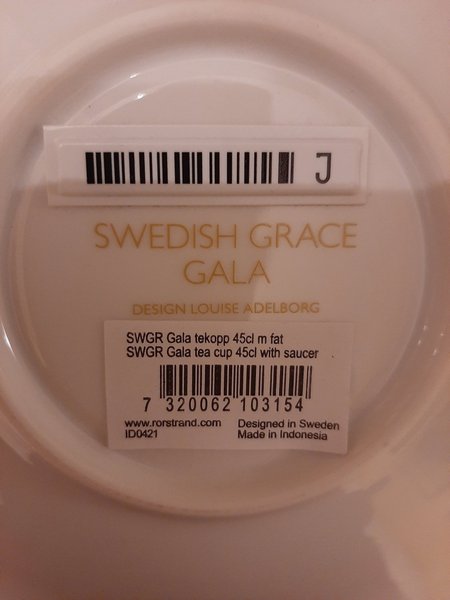 J
SWEDISH GRACE
GALA
DESIGN LOUISE ADELBORG
SWGR Gala tekopp 45cl m fat
SWGR Gala tea cup 45cl with saucer
7 320062 103154
www.rorstrand.com Designed in Sweden
ID0421 Made in Indonesia